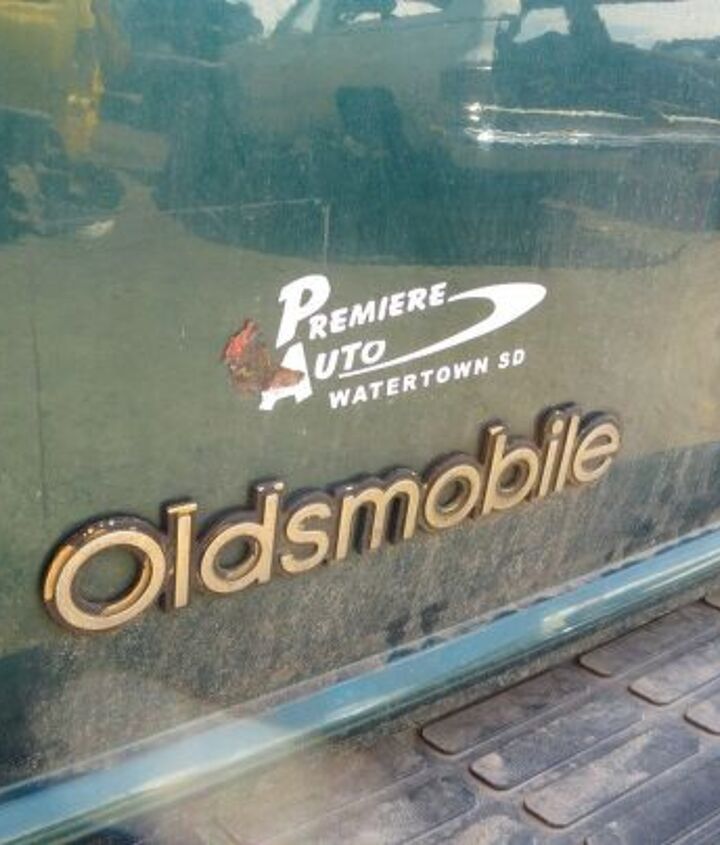 PREMIERE
AUTO
WATERTOWN SD
Oldsmobile